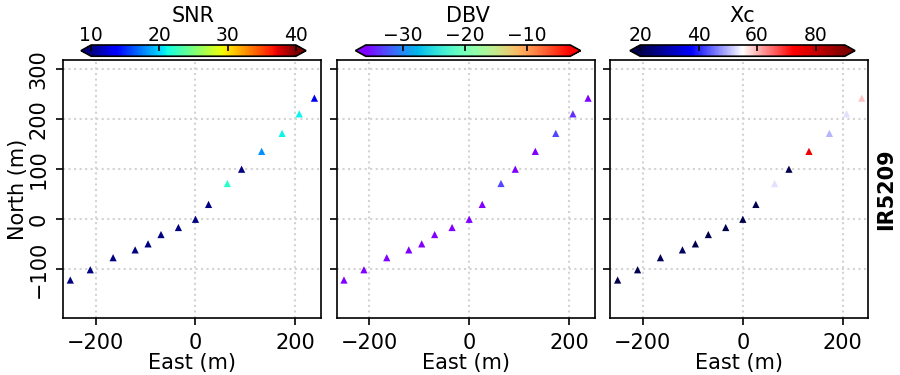 SNR DBV Xc
10 20 30 40 −30 −20 −10 20 40 60 80
300
200
100
0
−100
North (m)
IR5209
−200 0 200 −200 0 200 −200 0 200
East (m) East (m) East (m)